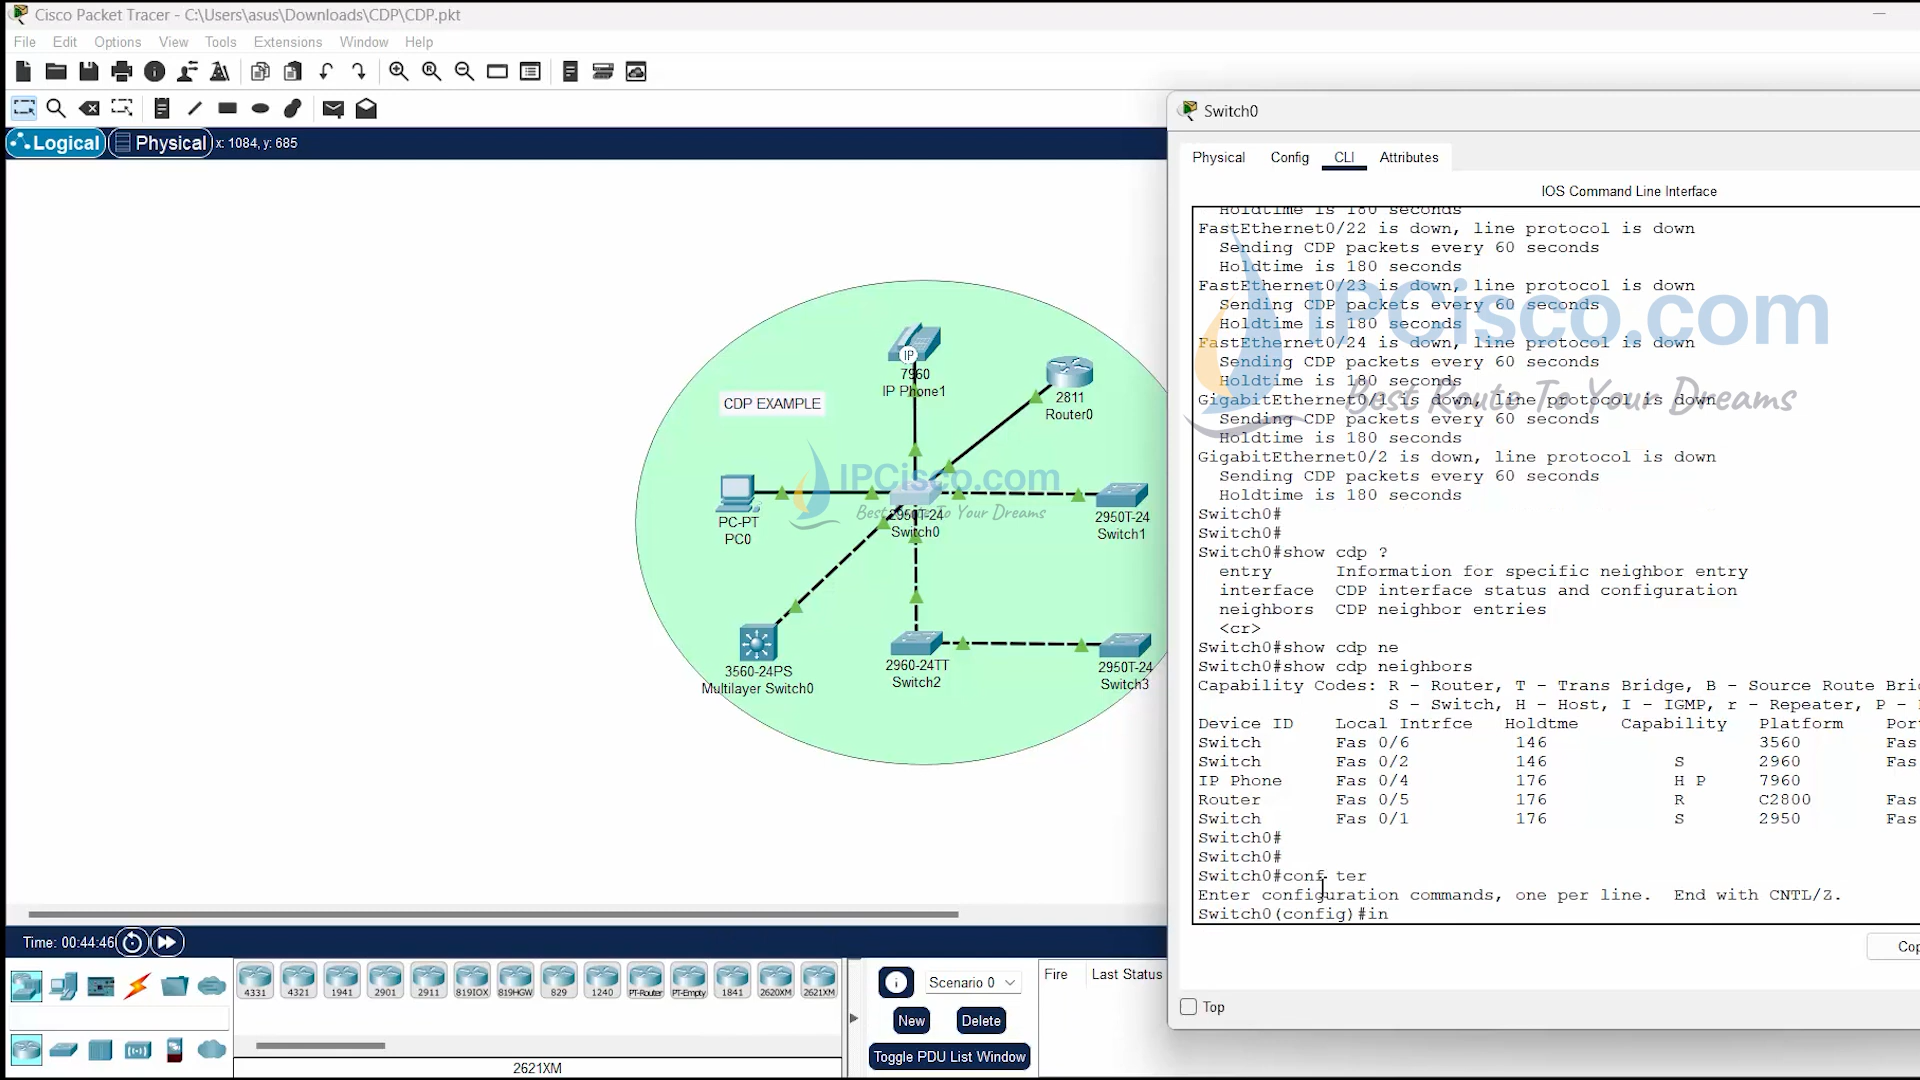 Cisco Packet Tracer - C:\Users\asus\Downloads\CDP\CDP.pkt
File Edit Options View Tools Extensions Window Help
Logical Physical x: 1084, y: 685
CDP EXAMPLE
IP
7960
IP Phone1
2811
Router0
IPCisco.com
Best Route To Your Dreams
PC-PT
PC0
2950T-24
Switch0
2950T-24
Switch1
3560-24PS
Multilayer Switch0
2960-24TT
Switch2
2950T-24
Switch3
Time: 00:44:46
4331 4321 1941 2901 2911 819IOX 819HGW 829 1240 PT-Router PT-Empty 1841 2620XM 2621XM
2621XM
Scenario 0
New Delete
Toggle PDU List Window
Fire Last Status
Switch0
Physical Config CLI Attributes
IOS Command Line Interface
IPCisco.com
Best Route To Your Dreams
Holdtime is 180 seconds
FastEthernet0/22 is down, line protocol is down
Sending CDP packets every 60 seconds
Holdtime is 180 seconds
FastEthernet0/23 is down, line protocol is down
Sending CDP packets every 60 seconds
Holdtime is 180 seconds
FastEthernet0/24 is down, line protocol is down
Sending CDP packets every 60 seconds
Holdtime is 180 seconds
GigabitEthernet0/1 is down, line protocol is down
Sending CDP packets every 60 seconds
Holdtime is 180 seconds
GigabitEthernet0/2 is down, line protocol is down
Sending CDP packets every 60 seconds
Holdtime is 180 seconds
Switch0#
Switch0#
Switch0#show cdp ?
entry Information for specific neighbor entry
interface CDP interface status and configuration
neighbors CDP neighbor entries
<cr>
Switch0#show cdp ne
Switch0#show cdp neighbors
Capability Codes: R - Router, T - Trans Bridge, B - Source Route Bri
S - Switch, H - Host, I - IGMP, r - Repeater, P -
Device ID Local Intrfce Holdtme Capability Platform Por
Switch Fas 0/6 146 3560 Fas
Switch Fas 0/2 146 S 2960 Fas
IP Phone Fas 0/4 176 H P 7960
Router Fas 0/5 176 R C2800 Fas
Switch Fas 0/1 176 S 2950 Fas
Switch0#
Switch0#
Switch0#conf ter
Enter configuration commands, one per line. End with CNTL/Z.
Switch0(config)#in
Cop
Top